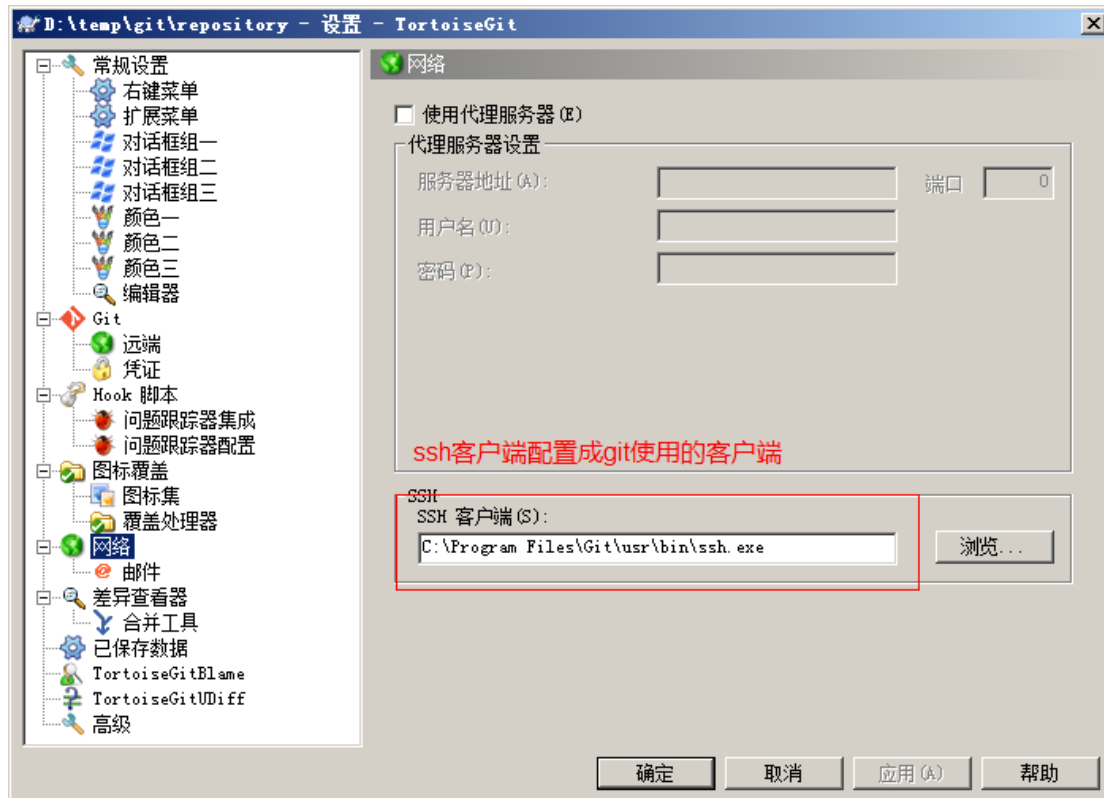 D:\temp\git\repository - 设置 - TortoiseGit
常规设置
右键菜单
扩展菜单
对话框组一
对话框组二
对话框组三
颜色一
颜色二
颜色三
编辑器
Git
远端
凭证
Hook 脚本
问题跟踪器集成
问题跟踪器配置
图标覆盖
图标集
覆盖处理器
网络
邮件
差异查看器
合并工具
已保存数据
TortoiseGitBlame
TortoiseGitUDiff
高级
网络
使用代理服务器(E)
代理服务器设置
服务器地址(A):
端口
0
用户名(U):
密码(P):
ssh客户端配置成git使用的客户端
SSH
SSH 客户端(S):
C:\Program Files\Git\usr\bin\ssh.exe
浏览...
确定
取消
应用(A)
帮助